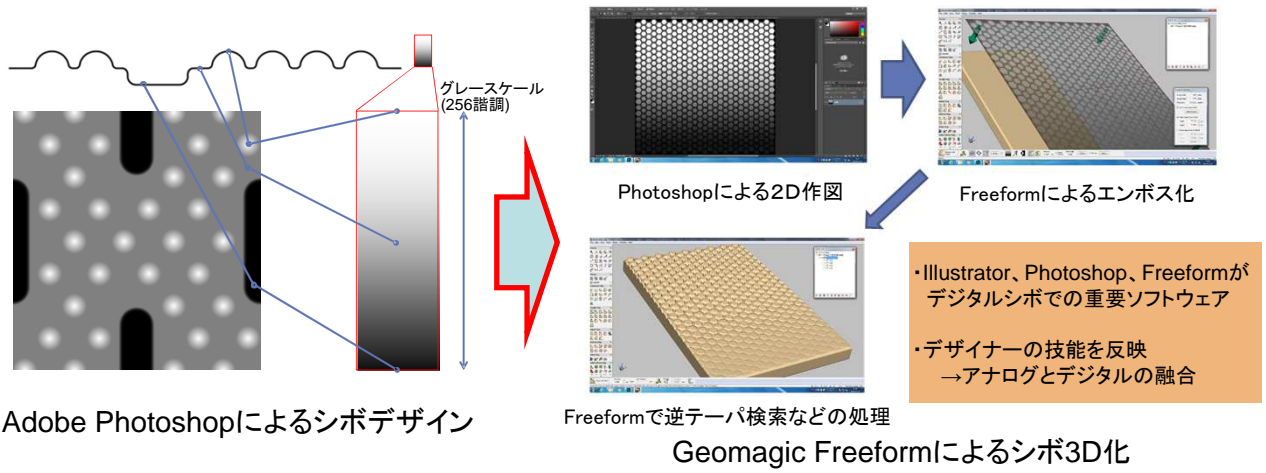 グレースケール
(256諧調)
Adobe Photoshopによるシボデザイン
Photoshopによる2D作図
Freeformによるエンボス化
Freeformで逆テーパ検索などの処理
・Illustrator、Photoshop、Freeformが
デジタルシボでの重要ソフトウェア
・デザイナーの技能を反映
→アナログとデジタルの融合
Geomagic Freeformによるシボ3D化